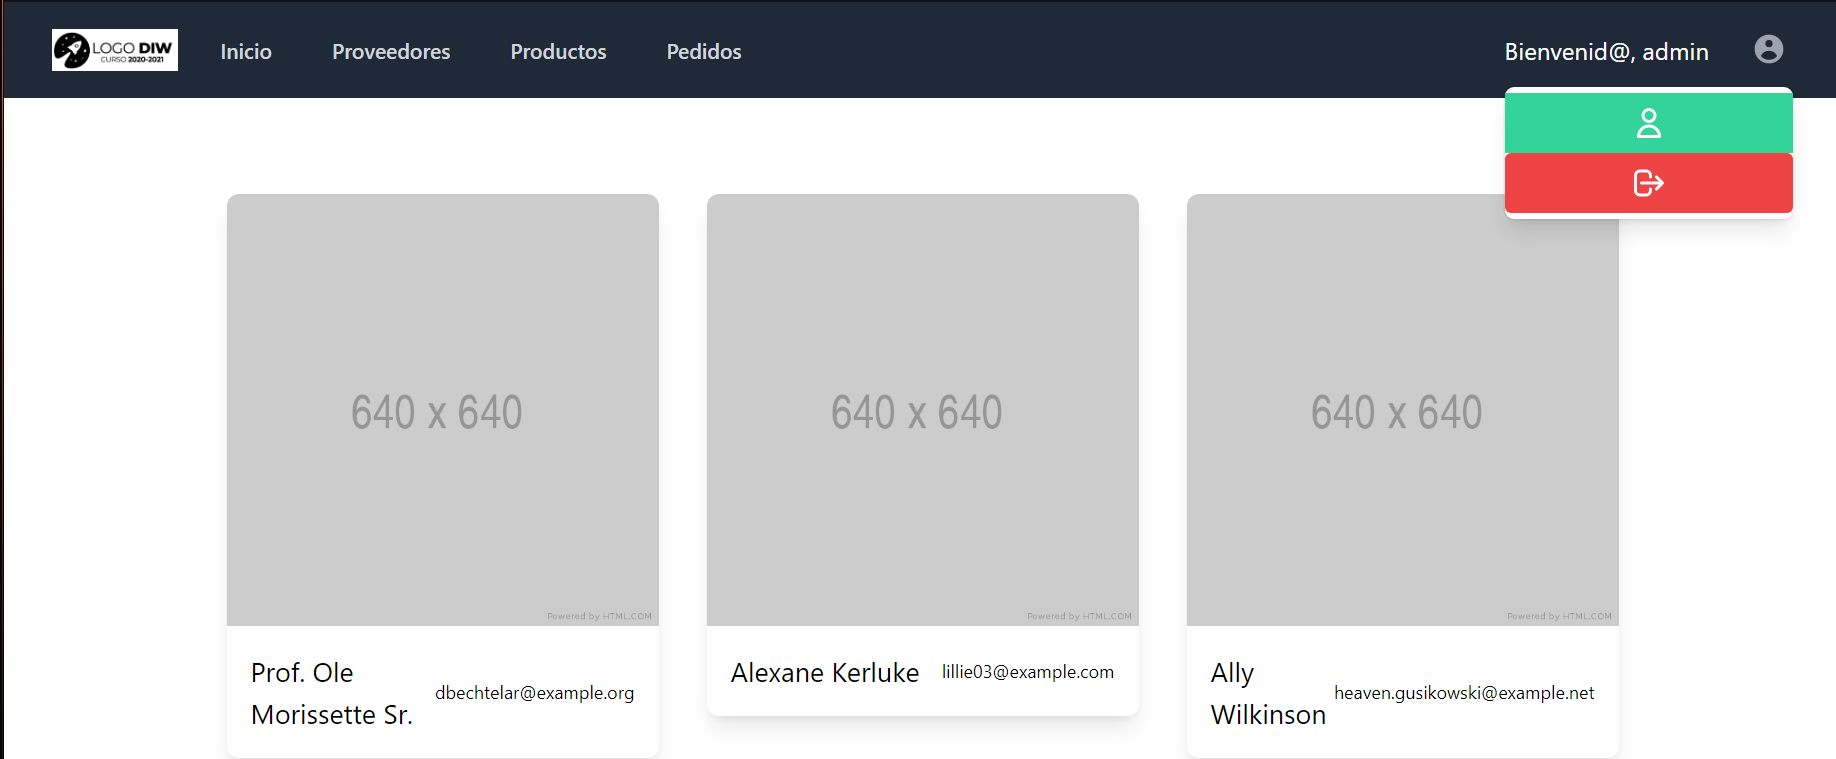 LOGO DIW
CURSO 2020-2021
Inicio
Proveedores
Productos
Pedidos
Bienvenid@, admin
640 x 640
Powered by HTML.COM
640 x 640
Powered by HTML.COM
640 x 640
Powered by HTML.COM
Prof. Ole
Morissette Sr.
dbechtelar@example.org
Alexane Kerluke
lillie03@example.com
Ally
Wilkinson
heaven.gusikowski@example.net